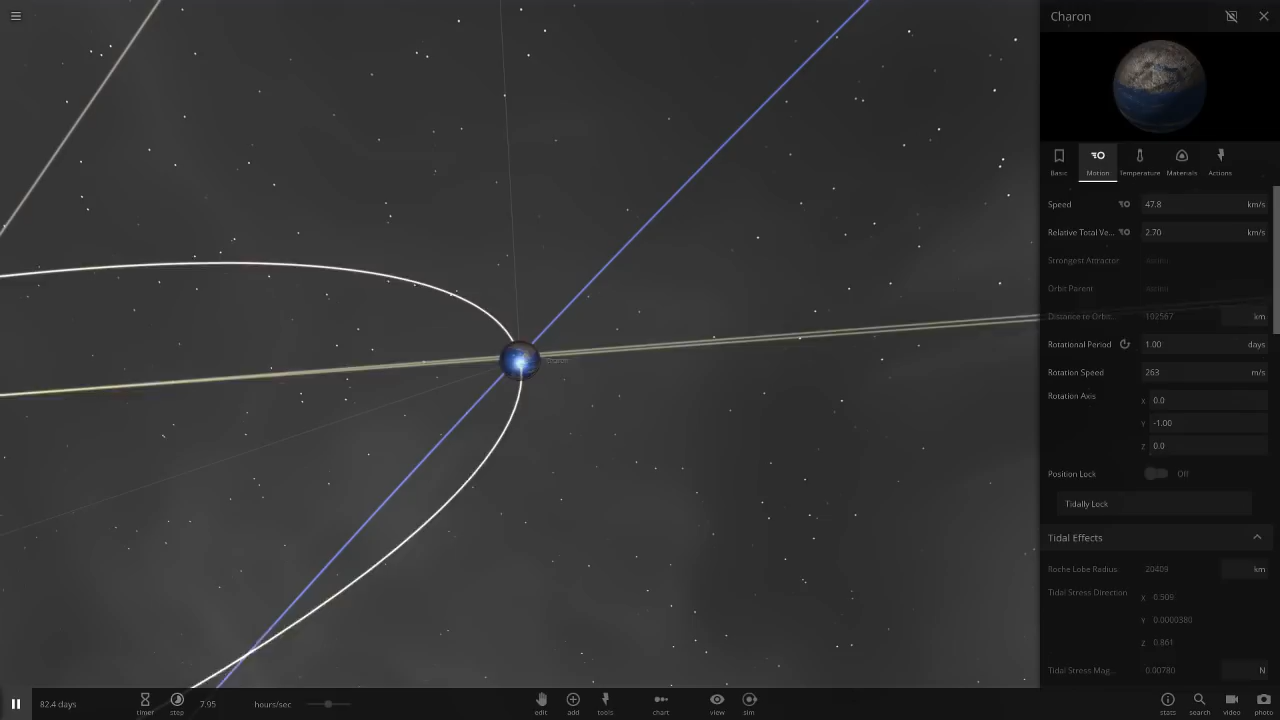 Charon
Basic Motion Temperature Materials Actions
Speed 47.8 km/s
Relative Total Ve... 2.70 km/s
Strongest Attractor
Orbit Parent
Distance to Orbit... 102567 km
Rotational Period 1.00 days
Rotation Speed 263 m/s
Rotation Axis X 0.0
Y -1.00
Z 0.0
Position Lock Off
Tidally Lock
Tidal Effects
Roche Lobe Radius 20409 km
Tidal Stress Direction X -0.509
Y 0.0000380
Z 0.861
Tidal Stress Mag... 0.00780 N
Charon
82.4 days timer step 7.95 hours/sec edit add tools chart view sim stats search video photo